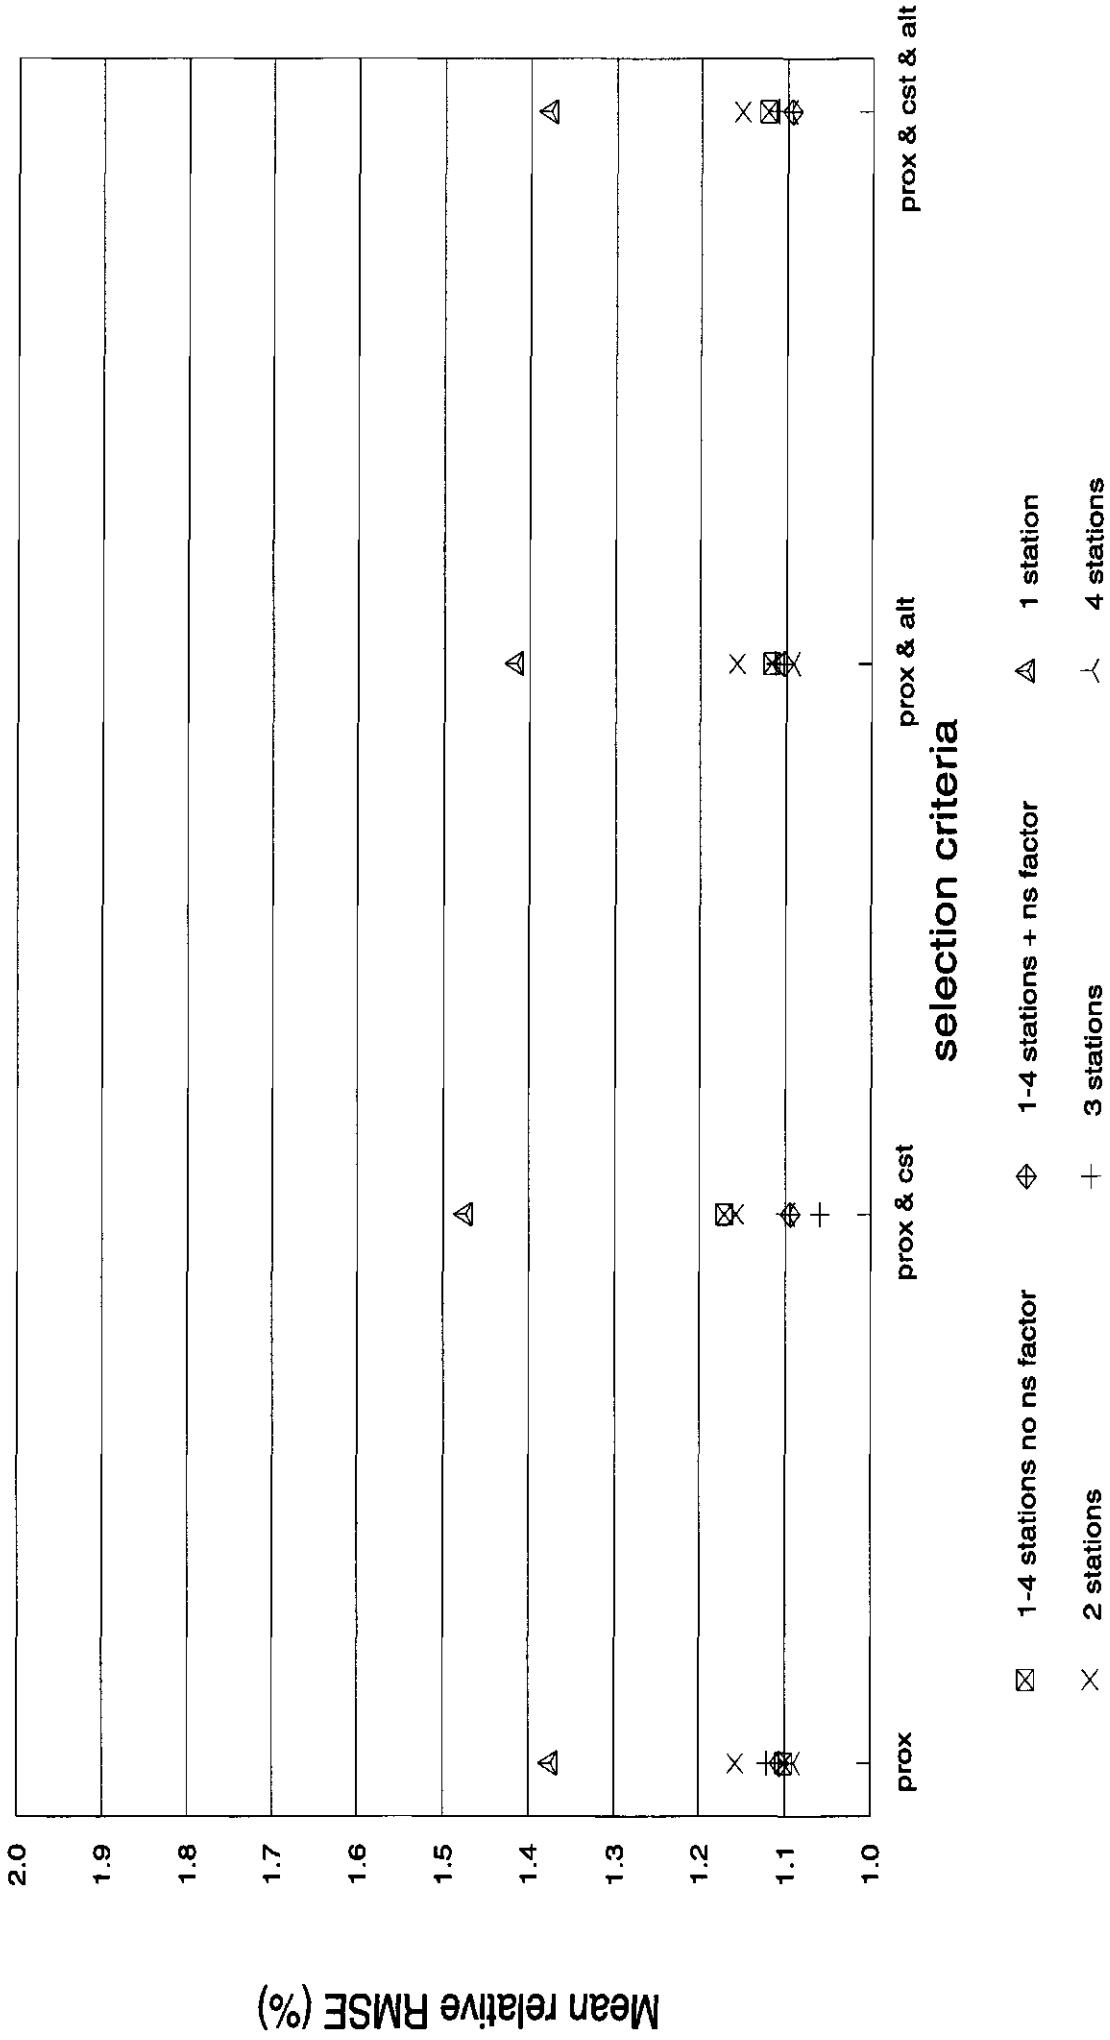 Mean relative RMSE (%)
2.0
1.9
1.8
1.7
1.6
1.5
1.4
1.3
1.2
1.1
1.0
prox
prox & cst
prox & alt
prox & cst & alt
selection criteria
1-4 stations no ns factor
1-4 stations + ns factor
1 station
2 stations
3 stations
4 stations